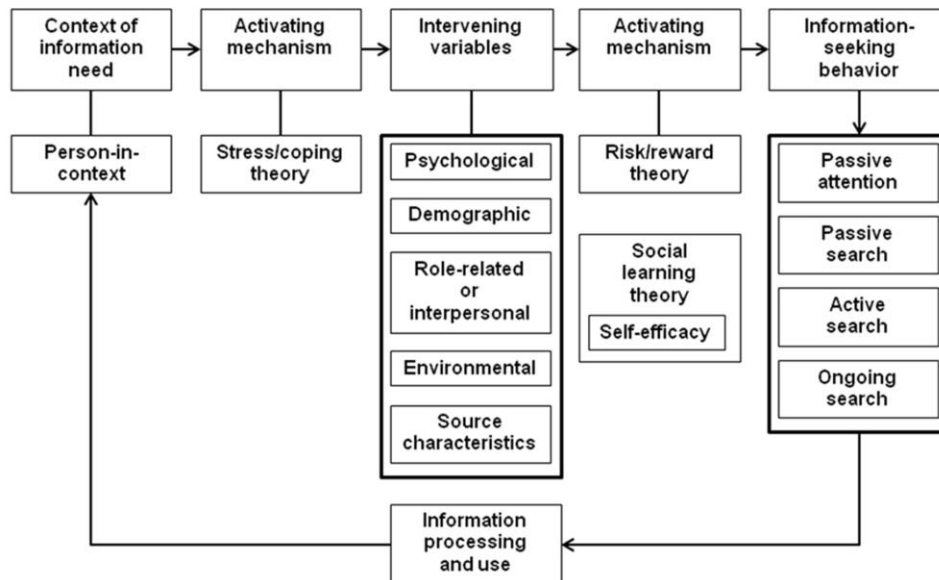 Context of
information
need
Activating
mechanism
Intervening
variables
Activating
mechanism
Information-
seeking
behavior
Person-in-
context
Stress/coping
theory
Psychological
Demographic
Role-related
or
interpersonal
Environmental
Source
characteristics
Risk/reward
theory
Social
learning
theory
Self-efficacy
Passive
attention
Passive
search
Active
search
Ongoing
search
Information
processing
and use